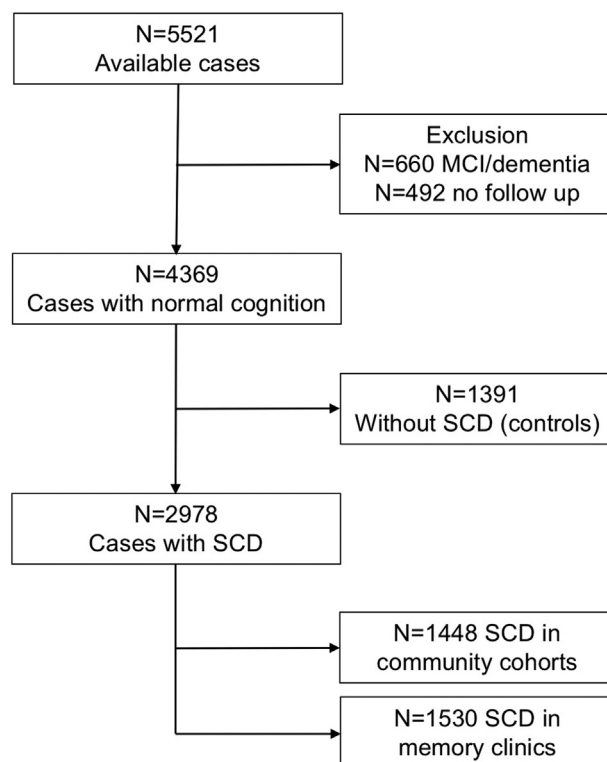 N=5521
Available cases
Exclusion
N=660 MCI/dementia
N=492 no follow up
N=4369
Cases with normal cognition
N=1391
Without SCD (controls)
N=2978
Cases with SCD
N=1448 SCD in
community cohorts
N=1530 SCD in
memory clinics